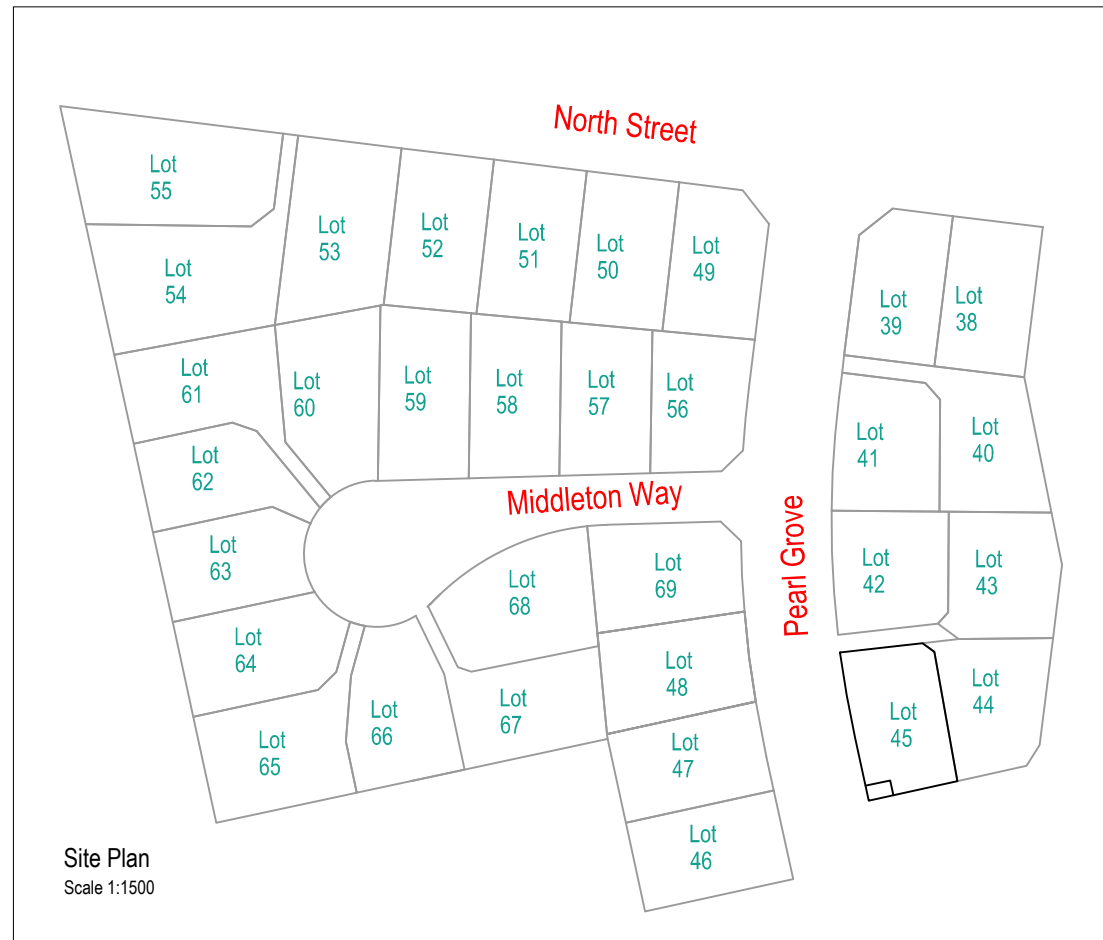 North Street
Lot
55
Lot
53
Lot
52
Lot
51
Lot
50
Lot
49
Lot
54
Lot
39
Lot
38
Lot
61
Lot
60
Lot
59
Lot
58
Lot
57
Lot
56
Lot
41
Lot
40
Lot
62
Middleton Way
Pearl Grove
Lot
63
Lot
68
Lot
69
Lot
42
Lot
43
Lot
64
Lot
48
Lot
44
Lot
65
Lot
66
Lot
67
Lot
47
Lot
45
Lot
46
Site Plan
Scale 1:1500